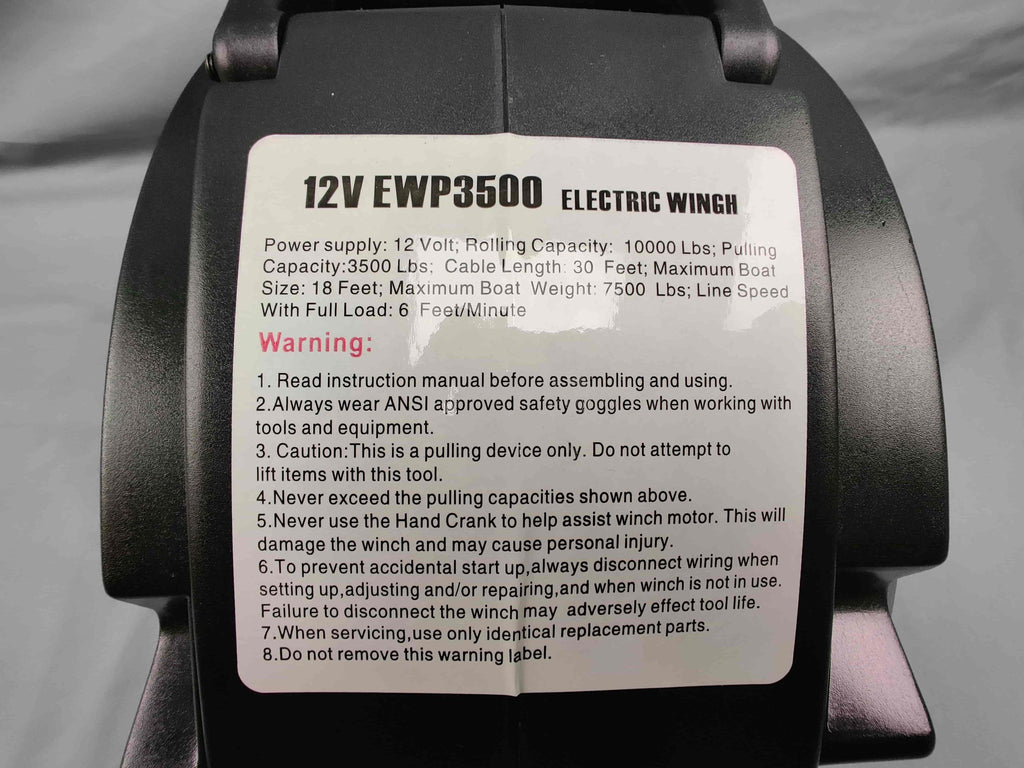 12V EWP3500 ELECTRIC WINGH
Power supply: 12 Volt; Rolling Capacity: 10000 Lbs; Pulling
Capacity:3500 Lbs; Cable Length: 30 Feet; Maximum Boat
Size: 18 Feet; Maximum Boat Weight: 7500 Lbs; Line Speed
With Full Load: 6 Feet/Minute
Warning:
1. Read instruction manual before assembling and using.
2.Always wear ANSI approved safety goggles when working with
tools and equipment.
3. Caution:This is a pulling device only. Do not attempt to
lift items with this tool.
4.Never exceed the pulling capacities shown above.
5.Never use the Hand Crank to help assist winch motor. This will
damage the winch and may cause personal injury.
6.To prevent accidental start up,always disconnect wiring when
setting up,adjusting and/or repairing,and when winch is not in use.
Failure to disconnect the winch may adversely effect tool life.
7.When servicing,use only identical replacement parts.
8.Do not remove this warning label.